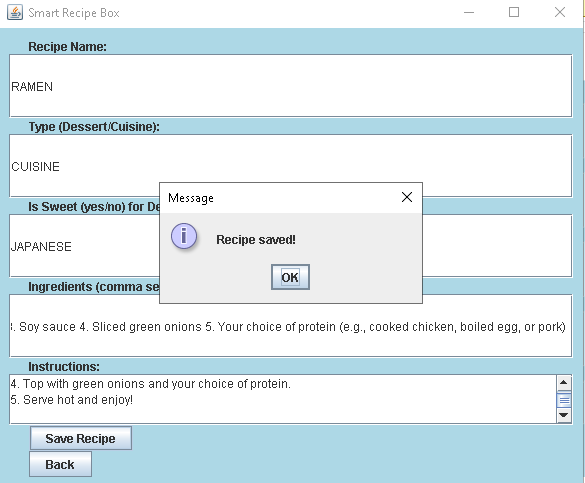 Smart Recipe Box
Recipe Name:
RAMEN
Type (Dessert/Cuisine):
CUISINE
Is Sweet (yes/no) for De
JAPANESE
Ingredients (comma se
Message
Recipe saved!
OK
3. Soy sauce 4. Sliced green onions 5. Your choice of protein (e.g., cooked chicken, boiled egg, or pork)
Instructions:
4. Top with green onions and your choice of protein.
5. Serve hot and enjoy!
Save Recipe
Back